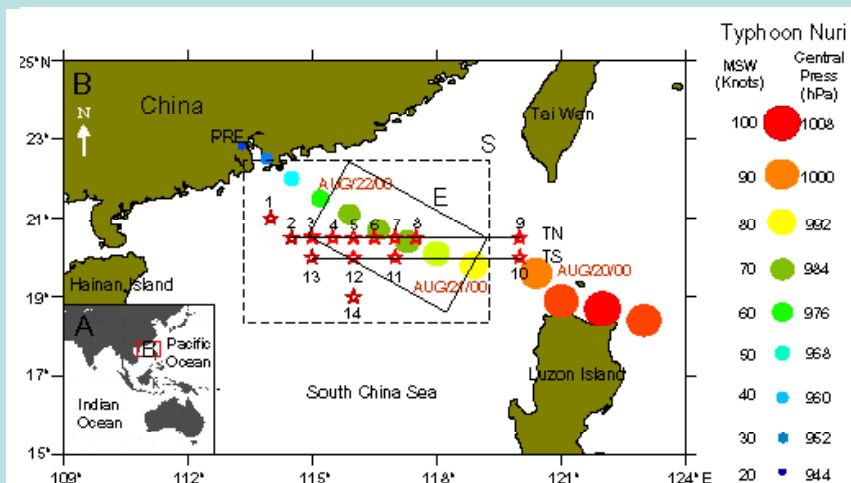 Typhoon Nuri
MSW
(Knots)
Central
Press
(hPa)
100 1008
90 1000
80 992
70 984
60 976
50 968
40 960
30 952
20 944
25°N
23°
21°
19°
17°
15°
109° 112° 115° 118° 121° 124° E
B
China
N
PRE
Tai Wan
S
AUG/22/00
E
1
2 3 4 5 6 7 8 9
TN
TS
13 12 11 10
AUG/20/00
AUG/21/00
14
Hainan Island
Luzon Island
South China Sea
A
B
Pacific
Ocean
Indian
Ocean